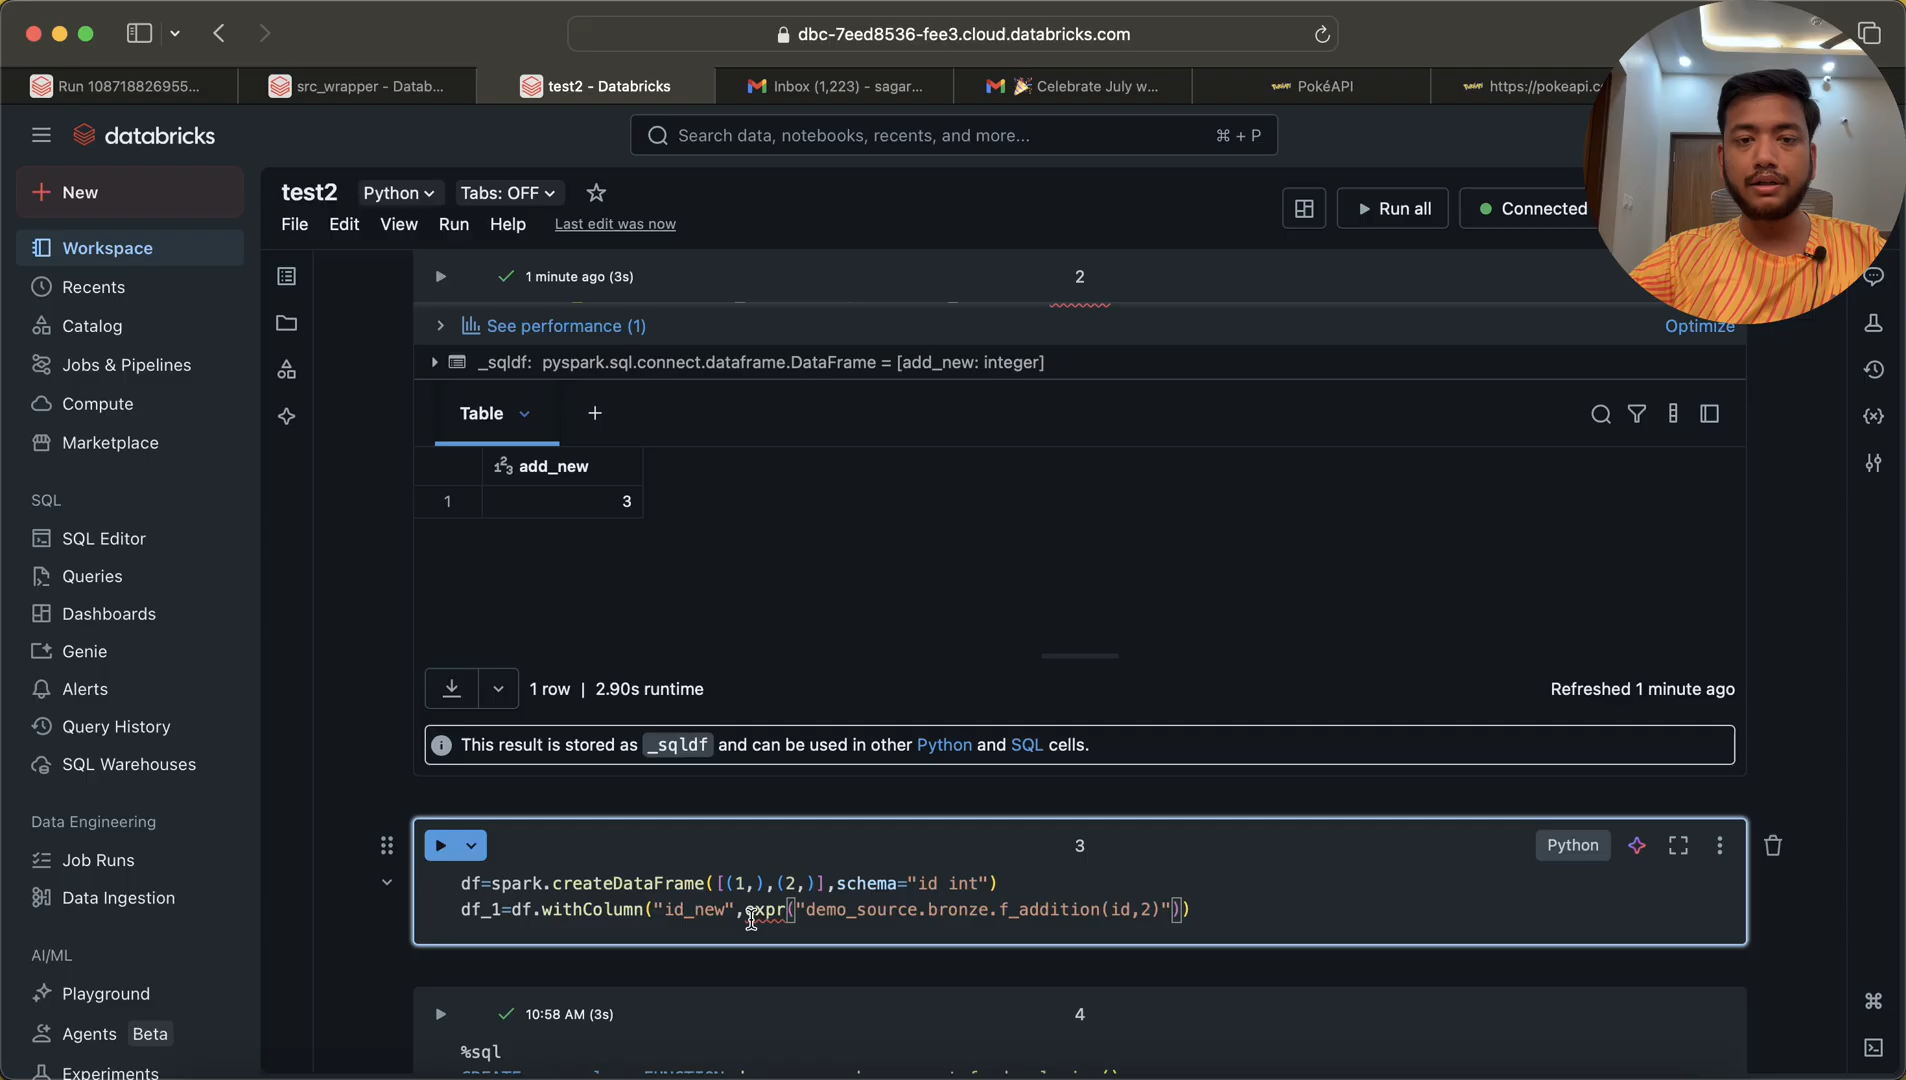 dbc-7eed8536-fee3.cloud.databricks.com
Run 108718826955...
src_wrapper - Datab...
test2 - Databricks
Inbox (1,223) - sagar...
🎉 Celebrate July w...
PokéAPI
https://pokeapi.c
databricks
Search data, notebooks, recents, and more...
⌘ + P
New
Workspace
Recents
Catalog
Jobs & Pipelines
Compute
Marketplace
SQL
SQL Editor
Queries
Dashboards
Genie
Alerts
Query History
SQL Warehouses
Data Engineering
Job Runs
Data Ingestion
AI/ML
Playground
Agents Beta
Experiments
test2
Python
Tabs: OFF
Run all
Connected
File Edit View Run Help Last edit was now
1 minute ago (3s)
2
See performance (1)
Optimize
_sqldf: pyspark.sql.connect.dataframe.DataFrame = [add_new: integer]
Table
+
add_new
1 3
1 row | 2.90s runtime
Refreshed 1 minute ago
This result is stored as _sqldf and can be used in other Python and SQL cells.
3
Python
df=spark.createDataFrame([(1,),(2,)],schema="id int")
df_1=df.withColumn("id_new",expr("demo_source.bronze.f_addition(id,2)"))
10:58 AM (3s)
4
%sql